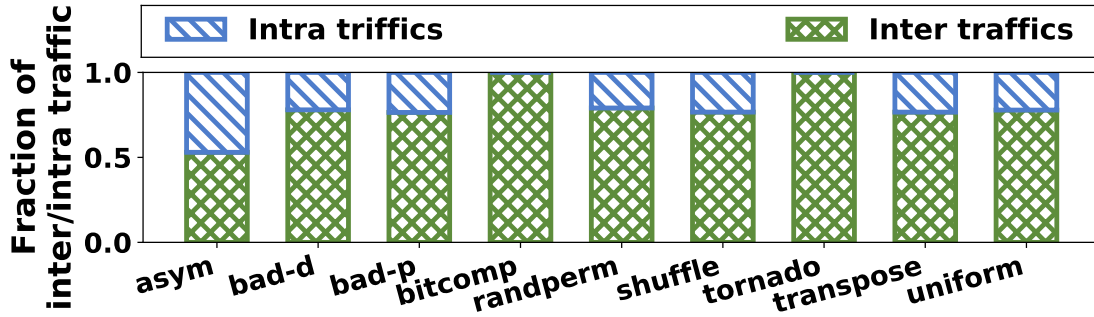 Intra triffics
Inter traffics
Fraction of
inter/intra traffic
1.0
0.5
0.0
asym
bad-d
bad-p
bitcomp
randperm
shuffle
tornado
transpose
uniform